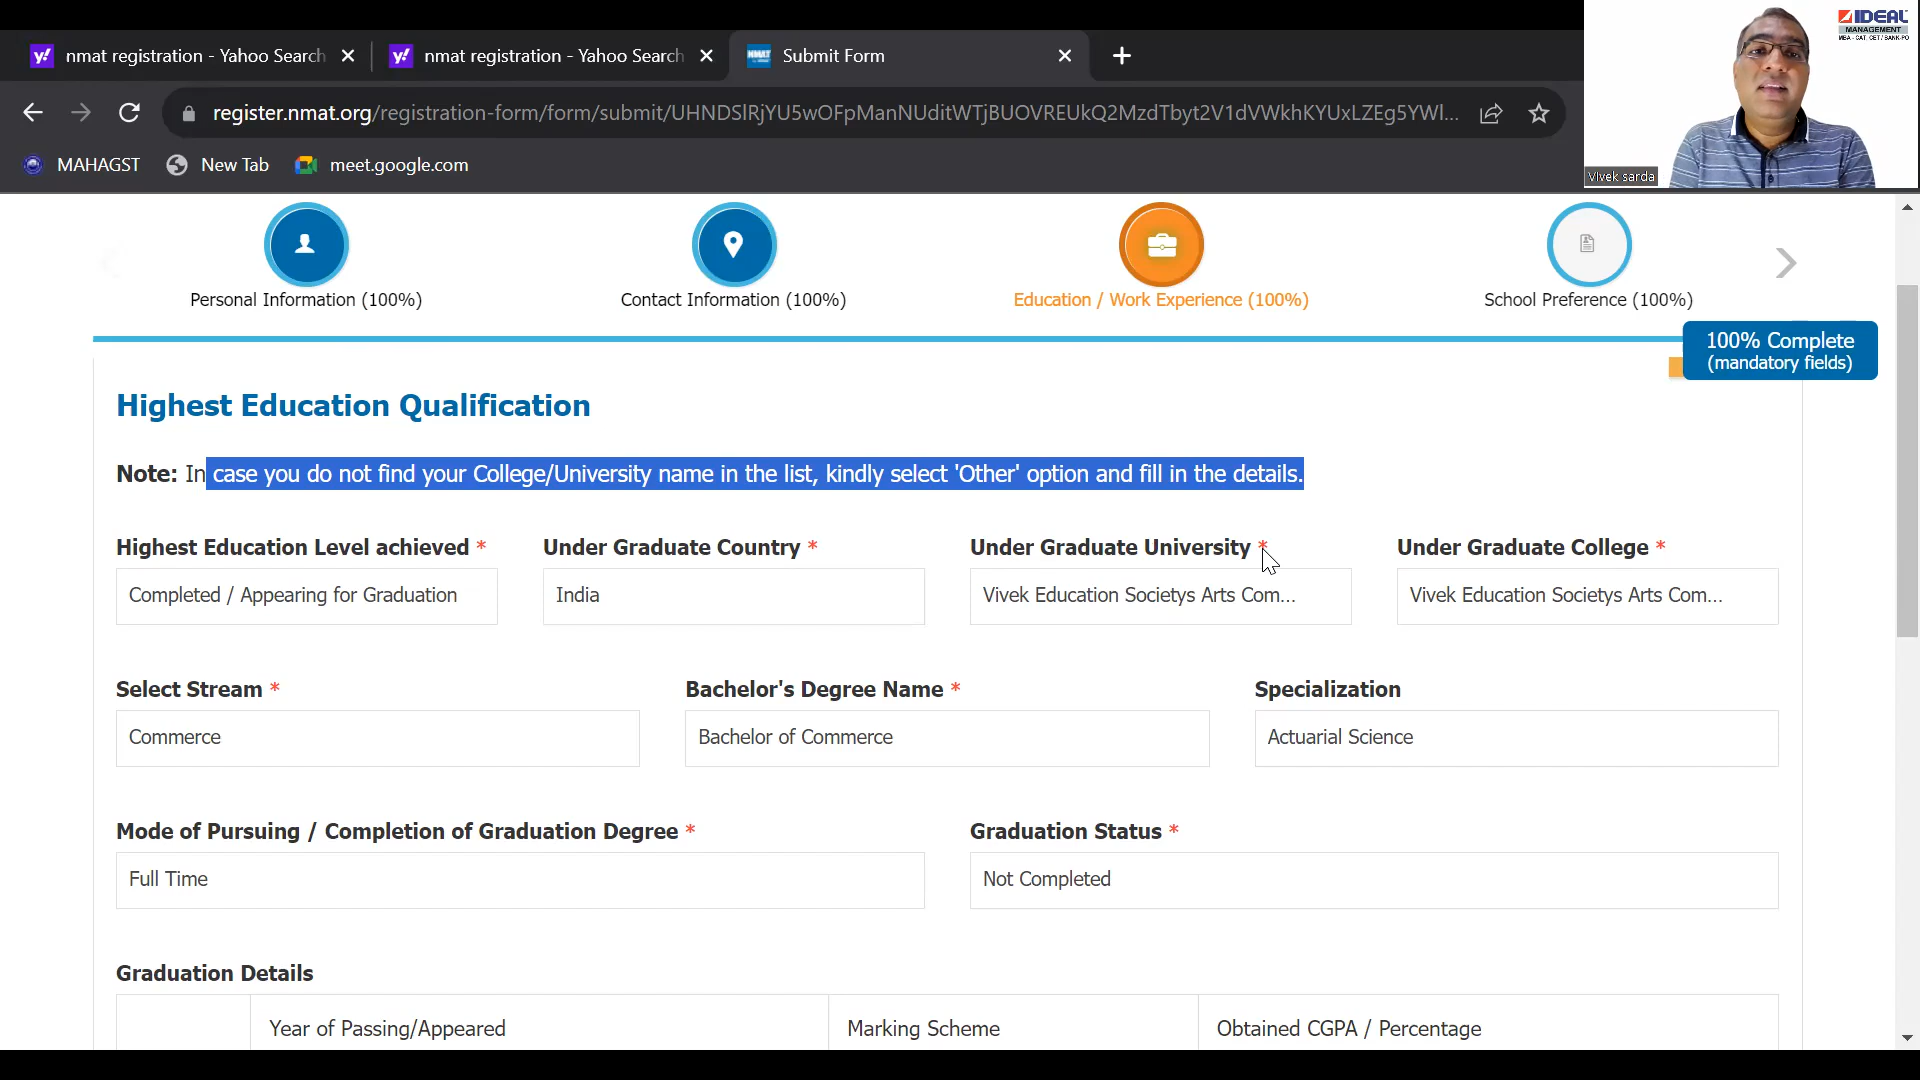 nmat registration - Yahoo Search
nmat registration - Yahoo Search
Submit Form
IDEAL
MANAGEMENT
MBA - CAT, CET / BANK-PO
register.nmat.org/registration-form/form/submit/UHNDSlRjYU5wOFpManNUditWTjBUOVREUkQ2MzdTbyt2V1dVWkhKYUxLZEg5YWl...
MAHAGST
New Tab
meet.google.com
Vivek sarda
Personal Information (100%)
Contact Information (100%)
Education / Work Experience (100%)
School Preference (100%)
100% Complete
(mandatory fields)
Highest Education Qualification
Note: In case you do not find your College/University name in the list, kindly select 'Other' option and fill in the details.
Highest Education Level achieved *
Under Graduate Country *
Under Graduate University *
Under Graduate College *
Completed / Appearing for Graduation
India
Vivek Education Societys Arts Com...
Vivek Education Societys Arts Com...
Select Stream *
Bachelor's Degree Name *
Specialization
Commerce
Bachelor of Commerce
Actuarial Science
Mode of Pursuing / Completion of Graduation Degree *
Graduation Status *
Full Time
Not Completed
Graduation Details
Year of Passing/Appeared
Marking Scheme
Obtained CGPA / Percentage